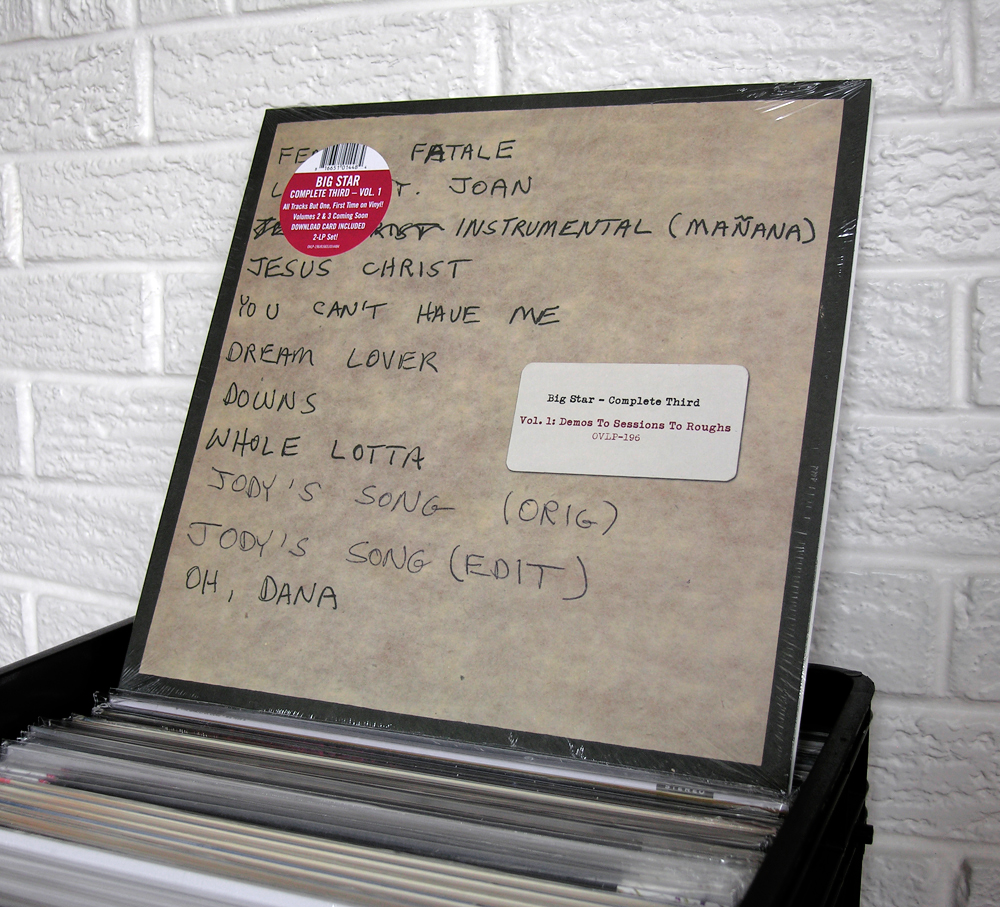 FATALE
T. JOAN
INSTRUMENTAL (MAÑANA)
JESUS CHRIST
YOU CAN'T HAVE ME
DREAM LOVER
DOWNS
WHOLE LOTTA
JODY'S SONG (ORIG)
JODY'S SONG (EDIT)
OH, DANA
BIG STAR
COMPLETE THIRD – VOL. 1
All Tracks But One, First Time on Vinyl!
Volumes 2 & 3 Coming Soon
DOWNLOAD CARD INCLUDED
2-LP Set!
Big Star - Complete Third
Vol. 1: Demos To Sessions To Roughs
OVLP-196
STEREO